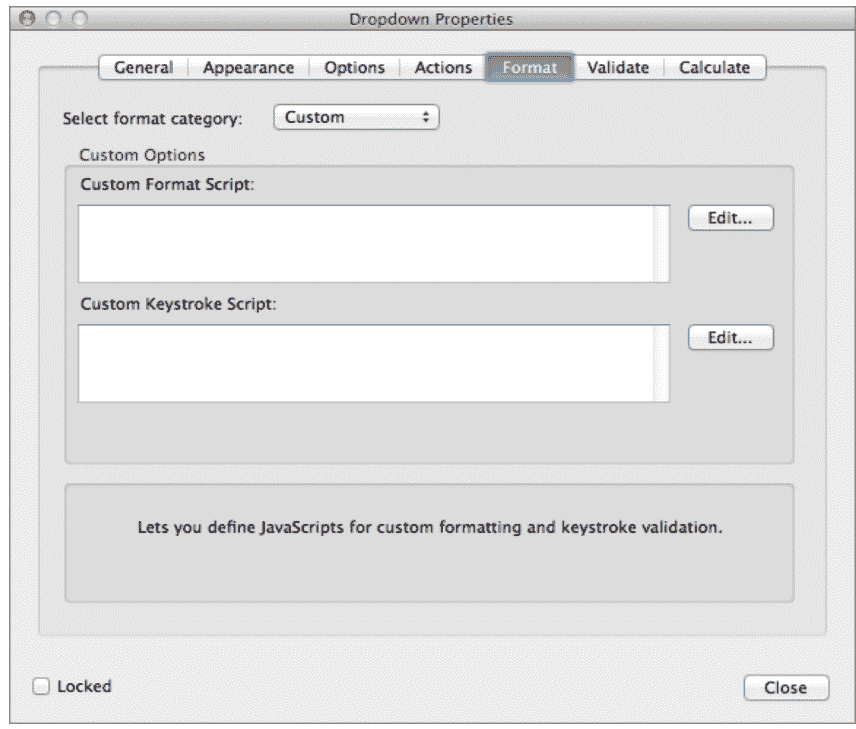 Dropdown Properties
General Appearance Options Actions Format Validate Calculate
Select format category: Custom
Custom Options
Custom Format Script:
Edit...
Custom Keystroke Script:
Edit...
Lets you define JavaScripts for custom formatting and keystroke validation.
Locked
Close